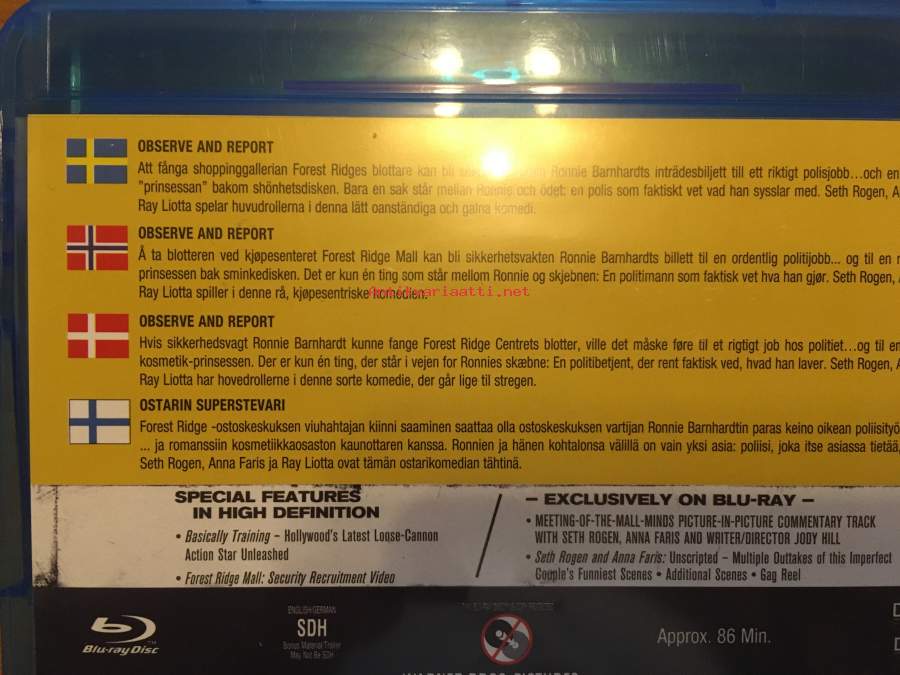 OBSERVE AND REPORT
Att fånga shoppinggallerian Forest Ridges blottare kan bli Ronnie Barnhardts inträdesbiljett till ett riktigt polisjobb...och en
"prinsessan" bakom shönhetsdisken. Bara en sak står mellan Ronnie och ödet: en polis som faktiskt vet vad han sysslar med. Seth Rogen, A
Ray Liotta spelar huvudrollerna i denna lätt oanständiga och galna komedi.
OBSERVE AND REPORT
Å ta blotteren ved kjøpesenteret Forest Ridge Mall kan bli sikkerhetsvakten Ronnie Barnhardts billett til en ordentlig politijobb... og til en r
prinsessen bak sminkedisken. Det er kun én ting som står mellom Ronnie og skjebnen: En politimann som faktisk vet hva han gjør. Seth Rogen, A
Ray Liotta spiller i denne rå, kjøpesentriske komedien.
Antikvariaatti.net
OBSERVE AND REPORT
Hvis sikkerhedsvagt Ronnie Barnhardt kunne fange Forest Ridge Centrets blotter, ville det måske føre til et rigtigt job hos politiet...og til en
kosmetik-prinsessen. Der er kun én ting, der står i vejen for Ronnies skæbne: En politibetjent, der rent faktisk ved, hvad han laver. Seth Rogen, A
Ray Liotta har hovedrollerne i denne sorte komedie, der går lige til stregen.
OSTARIN SUPERSTEVARI
Forest Ridge -ostoskeskuksen viuhahtajan kiinni saaminen saattaa olla ostoskeskuksen vartijan Ronnie Barnhardtin paras keino oikean poliisityö
... ja romanssiin kosmetiikkaosaston kaunottaren kanssa. Ronnien ja hänen kohtalonsa välillä on vain yksi asia: poliisi, joka itse asiassa tietää,
Seth Rogen, Anna Faris ja Ray Liotta ovat tämän ostarikomedian tähtinä.
SPECIAL FEATURES
IN HIGH DEFINITION
• Basically Training – Hollywood's Latest Loose-Cannon
Action Star Unleashed
• Forest Ridge Mall: Security Recruitment Video
– EXCLUSIVELY ON BLU-RAY –
• MEETING-OF-THE-MALL-MINDS PICTURE-IN-PICTURE COMMENTARY TRACK
WITH SETH ROGEN, ANNA FARIS AND WRITER/DIRECTOR JODY HILL
• Seth Rogen and Anna Faris: Unscripted – Multiple Outtakes of this Imperfect
Couple's Funniest Scenes • Additional Scenes • Gag Reel
Blu-ray Disc
ENGLISH/GERMAN
SDH
Bonus Material/Trailer
May Not Be SDH
Approx. 86 Min.